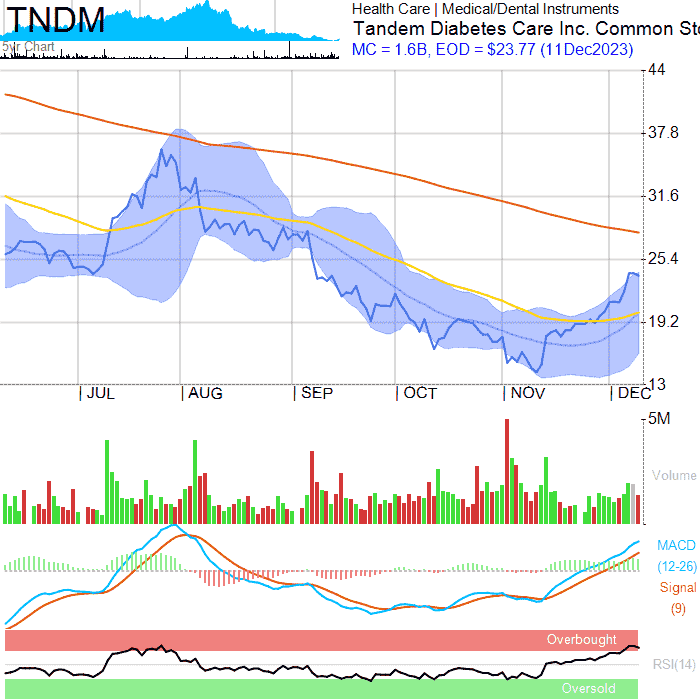 TNDM
5yr Chart
Health Care | Medical/Dental Instruments
Tandem Diabetes Care Inc. Common Sto
MC = 1.6B, EOD = $23.77 (11Dec2023)
44
37.8
31.6
25.4
19.2
13
JUL AUG SEP OCT NOV DEC
5M
Volume
MACD
(12-26)
Signal
(9)
Overbought
RSI(14)
Oversold